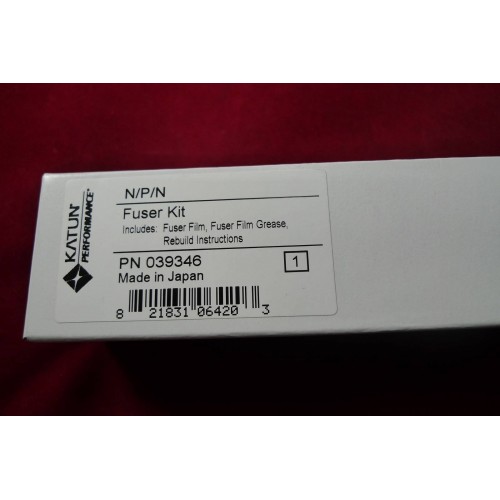 KATUN®
PERFORMANCE®
N/P/N
Fuser Kit
Includes: Fuser Film, Fuser Film Grease,
Rebuild Instructions
PN 039346
Made in Japan
1
8 21831 06420 3